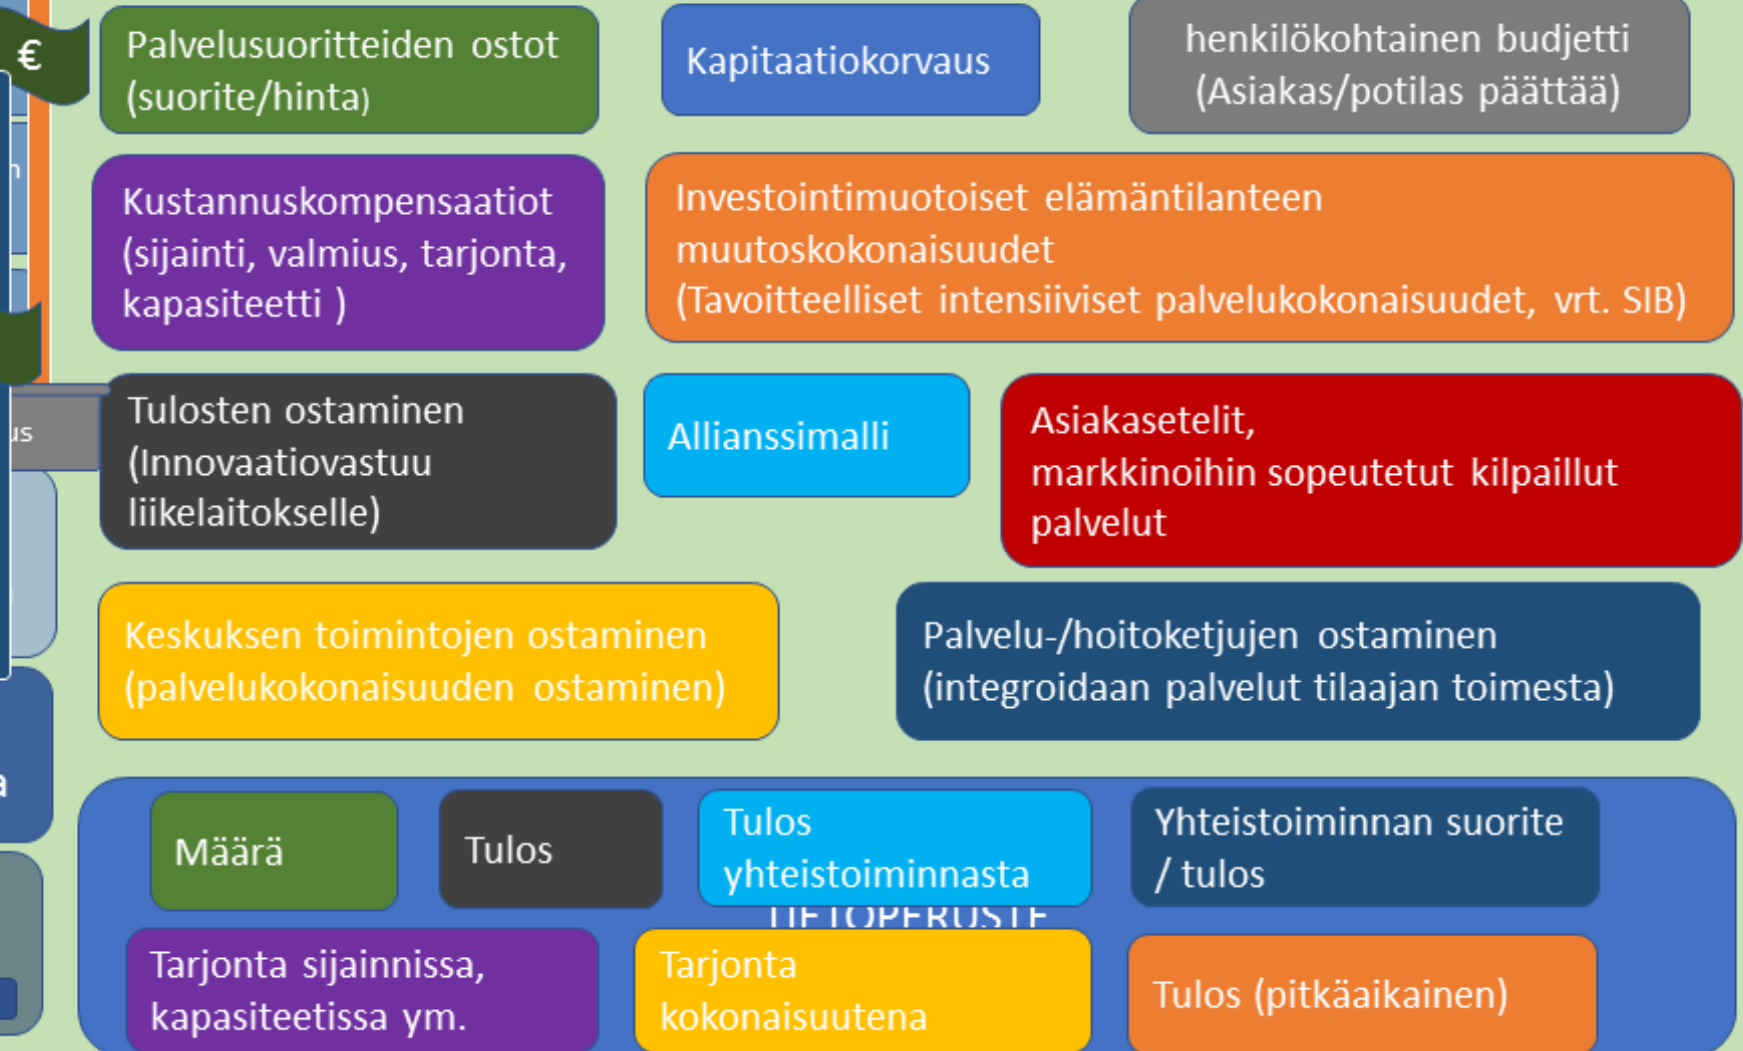 €
Palvelusuoritteiden ostot
(suorite/hinta)
Kapitaatiokorvaus
henkilökohtainen budjetti
(Asiakas/potilas päättää)
Kustannuskompensaatiot
(sijainti, valmius, tarjonta,
kapasiteetti )
Investointimuotoiset elämäntilanteen
muutoskokonaisuudet
(Tavoitteelliset intensiiviset palvelukokonaisuudet, vrt. SIB)
Tulosten ostaminen
(Innovaatiovastuu
liikelaitokselle)
Allianssimalli
Asiakasetelit,
markkinoihin sopeutetut kilpaillut
palvelut
Keskuksen toimintojen ostaminen
(palvelukokonaisuuden ostaminen)
Palvelu-/hoitoketjujen ostaminen
(integroidaan palvelut tilaajan toimesta)
Määrä
Tulos
Tulos
yhteistoiminnasta
Yhteistoiminnan suorite
/ tulos
TIETOPERUSTE
Tarjonta sijainnissa,
kapasiteetissa ym.
Tarjonta
kokonaisuutena
Tulos (pitkäaikainen)